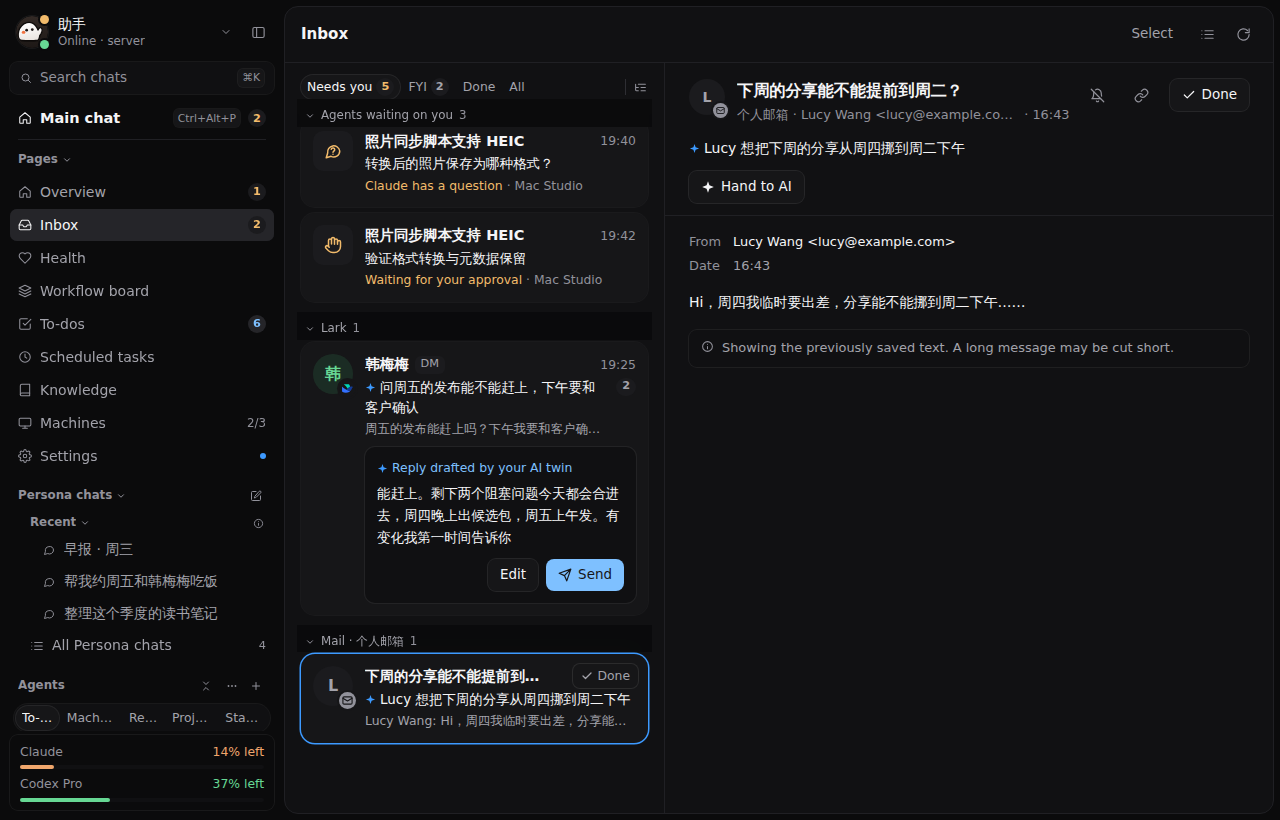 助手
Online · server
Search chats
⌘K
Main chat
Ctrl+Alt+P
2
Pages
Overview
1
Inbox
2
Health
Workflow board
To-dos
6
Scheduled tasks
Knowledge
Machines
2/3
Settings
Persona chats
Recent
早报 · 周三
帮我约周五和韩梅梅吃饭
整理这个季度的读书笔记
All Persona chats
4
Agents
To-…
Mach…
Re…
Proj…
Sta…
Claude
14% left
Codex Pro
37% left
Inbox
Select
Needs you 5
FYI 2
Done
All
Agents waiting on you 3
照片同步脚本支持 HEIC
19:40
转换后的照片保存为哪种格式？
Claude has a question · Mac Studio
照片同步脚本支持 HEIC
19:42
验证格式转换与元数据保留
Waiting for your approval · Mac Studio
Lark 1
韩
韩梅梅
DM
19:25
问周五的发布能不能赶上，下午要和
客户确认
2
周五的发布能赶上吗？下午我要和客户确…
Reply drafted by your AI twin
能赶上。剩下两个阻塞问题今天都会合进
去，周四晚上出候选包，周五上午发。有
变化我第一时间告诉你
Edit
Send
Mail · 个人邮箱 1
L
下周的分享能不能提前到…
Done
Lucy 想把下周的分享从周四挪到周二下午
Lucy Wang: Hi，周四我临时要出差，分享能…
L
下周的分享能不能提前到周二？
个人邮箱 · Lucy Wang <lucy@example.co… · 16:43
Done
Lucy 想把下周的分享从周四挪到周二下午
Hand to AI
From Lucy Wang <lucy@example.com>
Date 16:43
Hi，周四我临时要出差，分享能不能挪到周二下午……
Showing the previously saved text. A long message may be cut short.